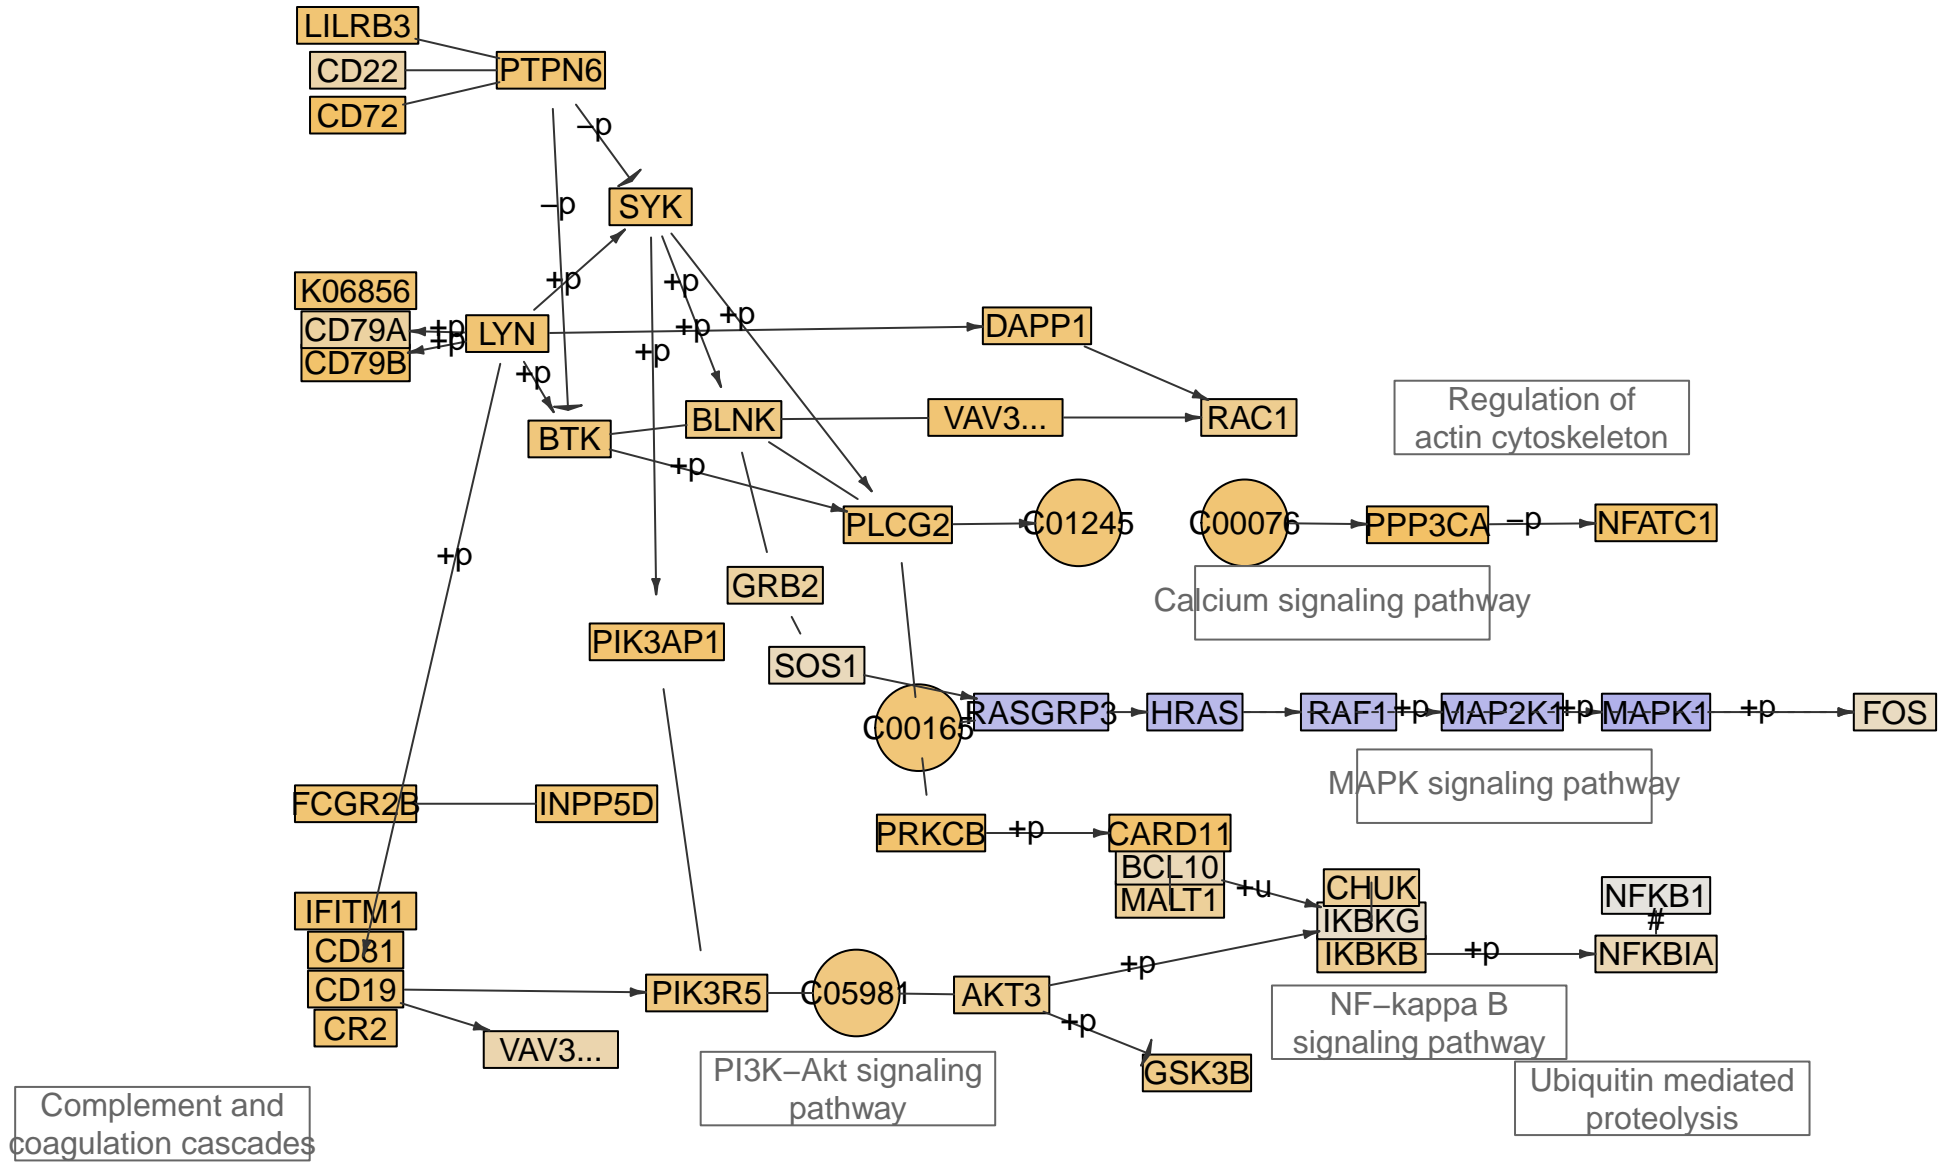 LILRB3
CD22
PTPN6
CD72
–p
SYK
–p
K06856
+p
+p
CD79A
+p
LYN
+p
+p
DAPP1
+p
CD79B
+p
+p
BTK
BLNK
VAV3...
RAC1
Regulation of
actin cytoskeleton
+p
PLCG2
C01245
C00076
PPP3CA
–p
NFATC1
+p
GRB2
Calcium signaling pathway
PIK3AP1
SOS1
C00165
RASGRP3
HRAS
RAF1
+p
MAP2K1
+p
MAPK1
+p
FOS
MAPK signaling pathway
FCGR2B
INPP5D
PRKCB
+p
CARD11
BCL10
MALT1
+u
CHUK
IKBKG
IKBKB
NFKB1
#
+p
NFKBIA
IFITM1
CD81
CD19
CR2
VAV3...
PIK3R5
C05981
AKT3
+p
+p
GSK3B
NF–kappa B
signaling pathway
PI3K–Akt signaling
pathway
Ubiquitin mediated
proteolysis
Complement and
coagulation cascades